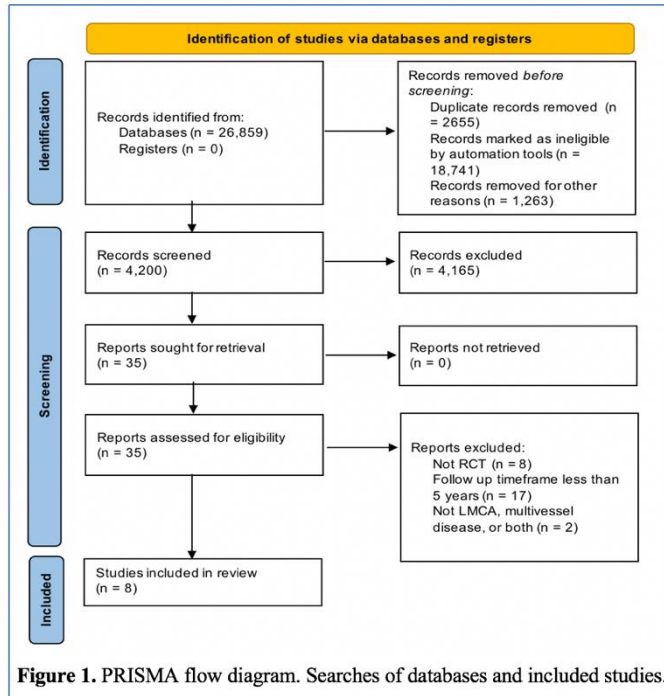 Identification of studies via databases and registers
Identification
Records identified from:
Databases (n = 26,859)
Registers (n = 0)
Records removed before
screening:
Duplicate records removed (n
= 2655)
Records marked as ineligible
by automation tools (n =
18,741)
Records removed for other
reasons (n = 1,263)
Screening
Records screened
(n = 4,200)
Records excluded
(n = 4,165)
Reports sought for retrieval
(n = 35)
Reports not retrieved
(n = 0)
Reports assessed for eligibility
(n = 35)
Reports excluded:
Not RCT (n = 8)
Follow up timeframe less than
5 years (n = 17)
Not LMCA, multivessel
disease, or both (n = 2)
Included
Studies included in review
(n = 8)
Figure 1. PRISMA flow diagram. Searches of databases and included studies.